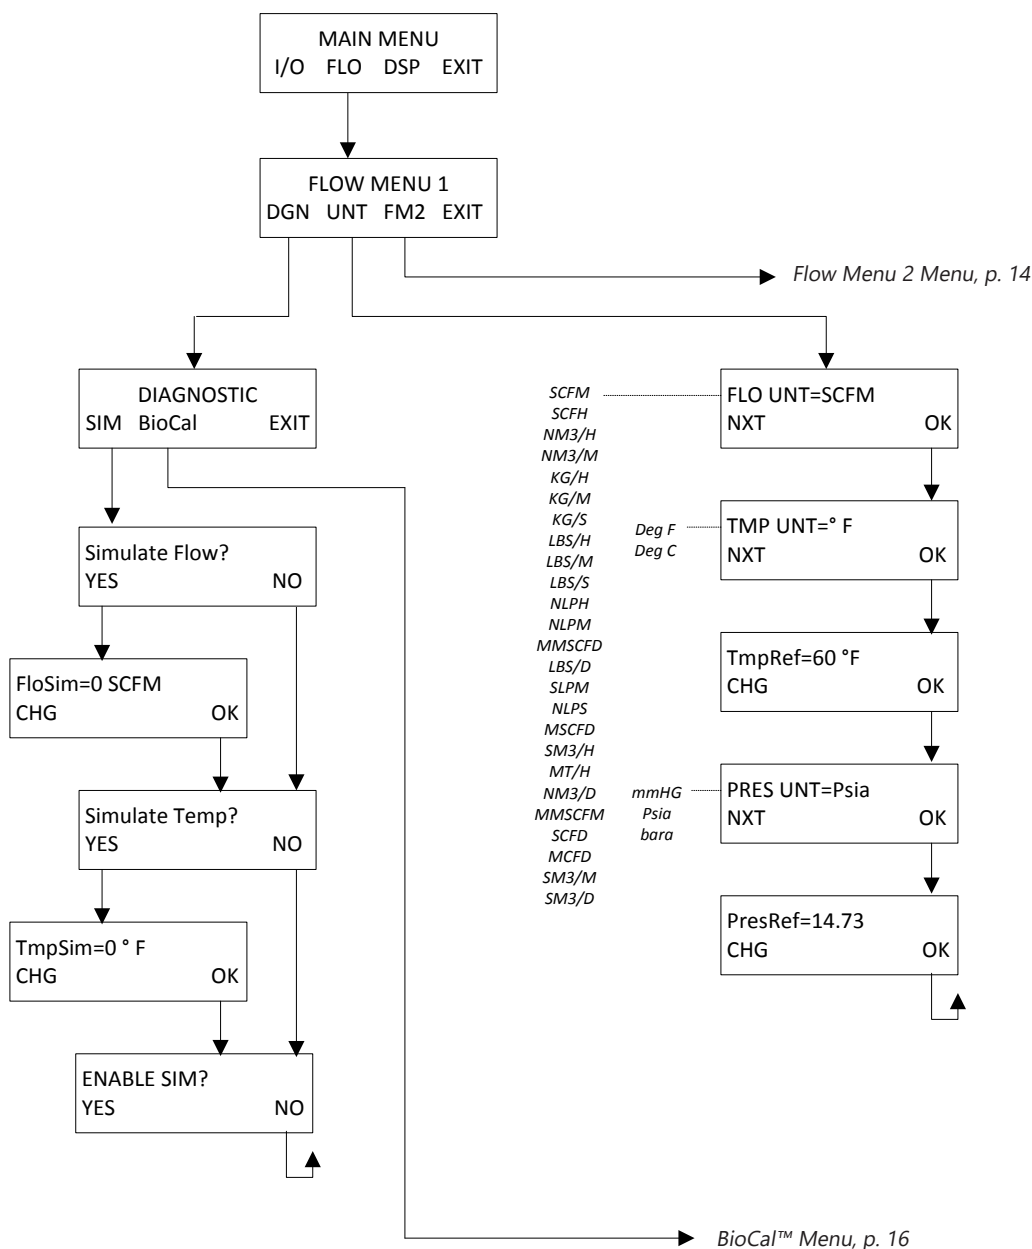 MAIN MENU
I/O FLO DSP EXIT
FLOW MENU 1
DGN UNT FM2 EXIT
Flow Menu 2 Menu, p. 14
DIAGNOSTIC
SIM BioCal EXIT
Simulate Flow?
YES NO
FloSim=0 SCFM
CHG OK
Simulate Temp?
YES NO
TmpSim=0 ° F
CHG OK
ENABLE SIM?
YES NO
SCFM
SCFH
NM3/H
NM3/M
KG/H
KG/M
KG/S
LBS/H
LBS/M
LBS/S
NLPH
NLPM
MMSCFD
LBS/D
SLPM
NLPS
MSCFD
SM3/H
MT/H
NM3/D
MMSCFM
SCFD
MCFD
SM3/M
SM3/D
FLO UNT=SCFM
NXT OK
Deg F
Deg C
TMP UNT=° F
NXT OK
TmpRef=60 °F
CHG OK
mmHG
Psia
bara
PRES UNT=Psia
NXT OK
PresRef=14.73
CHG OK
BioCal™ Menu, p. 16